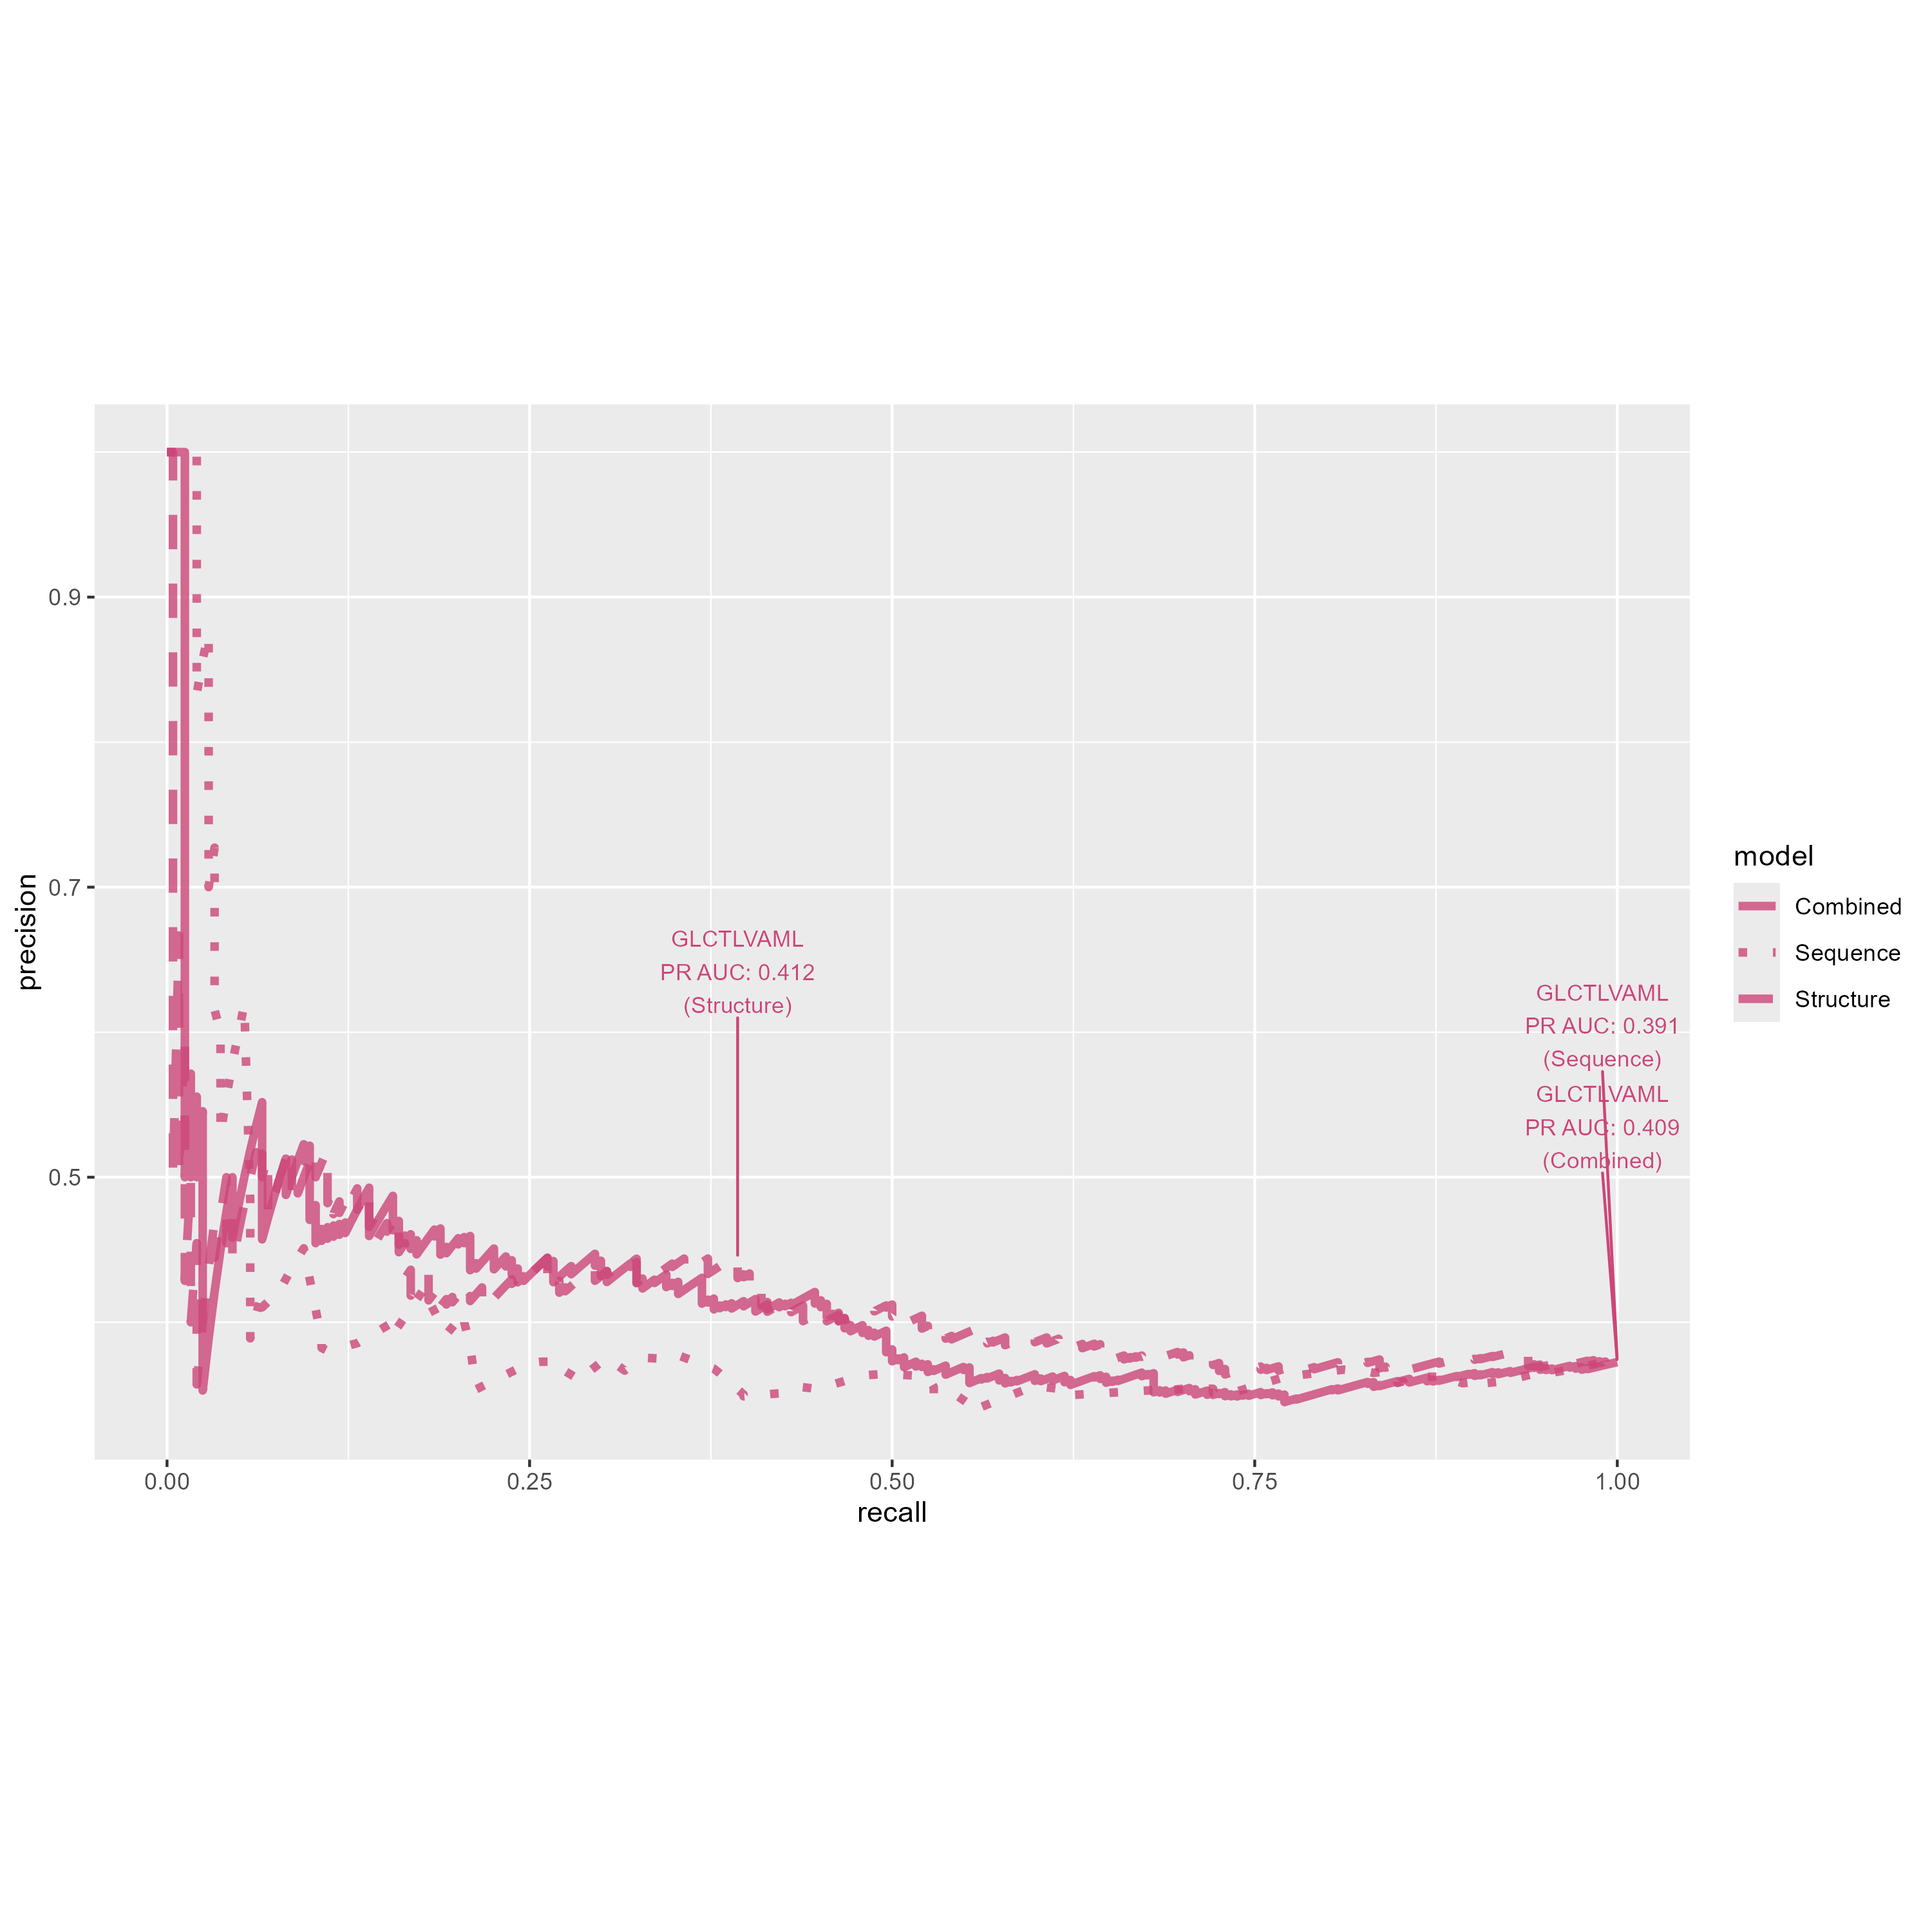 0.9
0.7
0.5
precision
GLCTLVAML
PR AUC: 0.412
(Structure)
GLCTLVAML
PR AUC: 0.391
(Sequence)
GLCTLVAML
PR AUC: 0.409
(Combined)
0.00
0.25
0.50
0.75
1.00
recall
model
Combined
Sequence
Structure